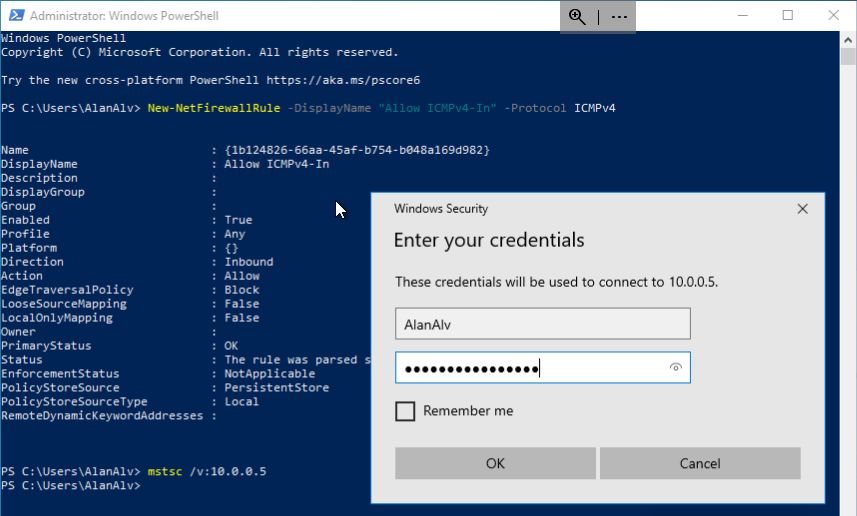 Administrator: Windows PowerShell
Windows PowerShell
Copyright (C) Microsoft Corporation. All rights reserved.
Try the new cross-platform PowerShell https://aka.ms/pscore6
PS C:\Users\AlanAlv> New-NetFirewallRule -DisplayName "Allow ICMPv4-In" -Protocol ICMPv4
Name : {1b124826-66aa-45af-b754-b048a169d982}
DisplayName : Allow ICMPv4-In
Description :
DisplayGroup :
Group :
Enabled : True
Profile : Any
Platform : {}
Direction : Inbound
Action : Allow
EdgeTraversalPolicy : Block
LooseSourceMapping : False
LocalOnlyMapping : False
Owner :
PrimaryStatus : OK
Status : The rule was parsed s
EnforcementStatus : NotApplicable
PolicyStoreSource : PersistentStore
PolicyStoreSourceType : Local
RemoteDynamicKeywordAddresses :
PS C:\Users\AlanAlv> mstsc /v:10.0.0.5
PS C:\Users\AlanAlv>
Windows Security
Enter your credentials
These credentials will be used to connect to 10.0.0.5.
AlanAlv
••••••••••••••••
Remember me
OK
Cancel